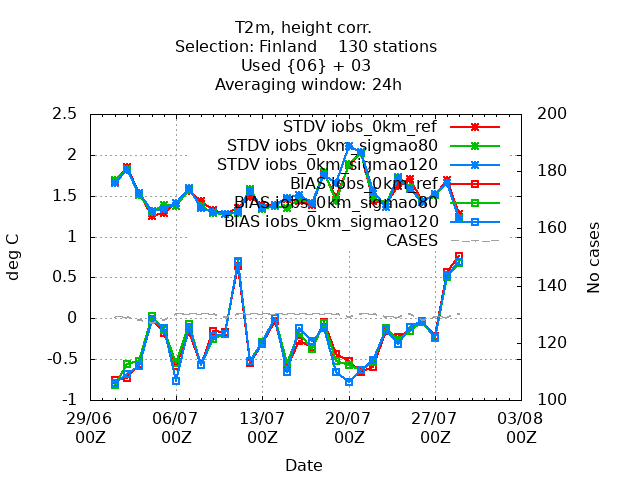 T2m, height corr.
Selection: Finland 130 stations
Used {06} + 03
Averaging window: 24h
2.5
2
1.5
1
0.5
0
-0.5
-1
deg C
200
180
160
140
120
100
No cases
STDV iobs_0km_ref
STDV iobs_0km_sigmao80
STDV iobs_0km_sigmao120
BIAS iobs_0km_ref
BIAS iobs_0km_sigmao80
BIAS iobs_0km_sigmao120
CASES
29/06 06/07 13/07 20/07 27/07 03/08
00Z 00Z 00Z 00Z 00Z 00Z
Date